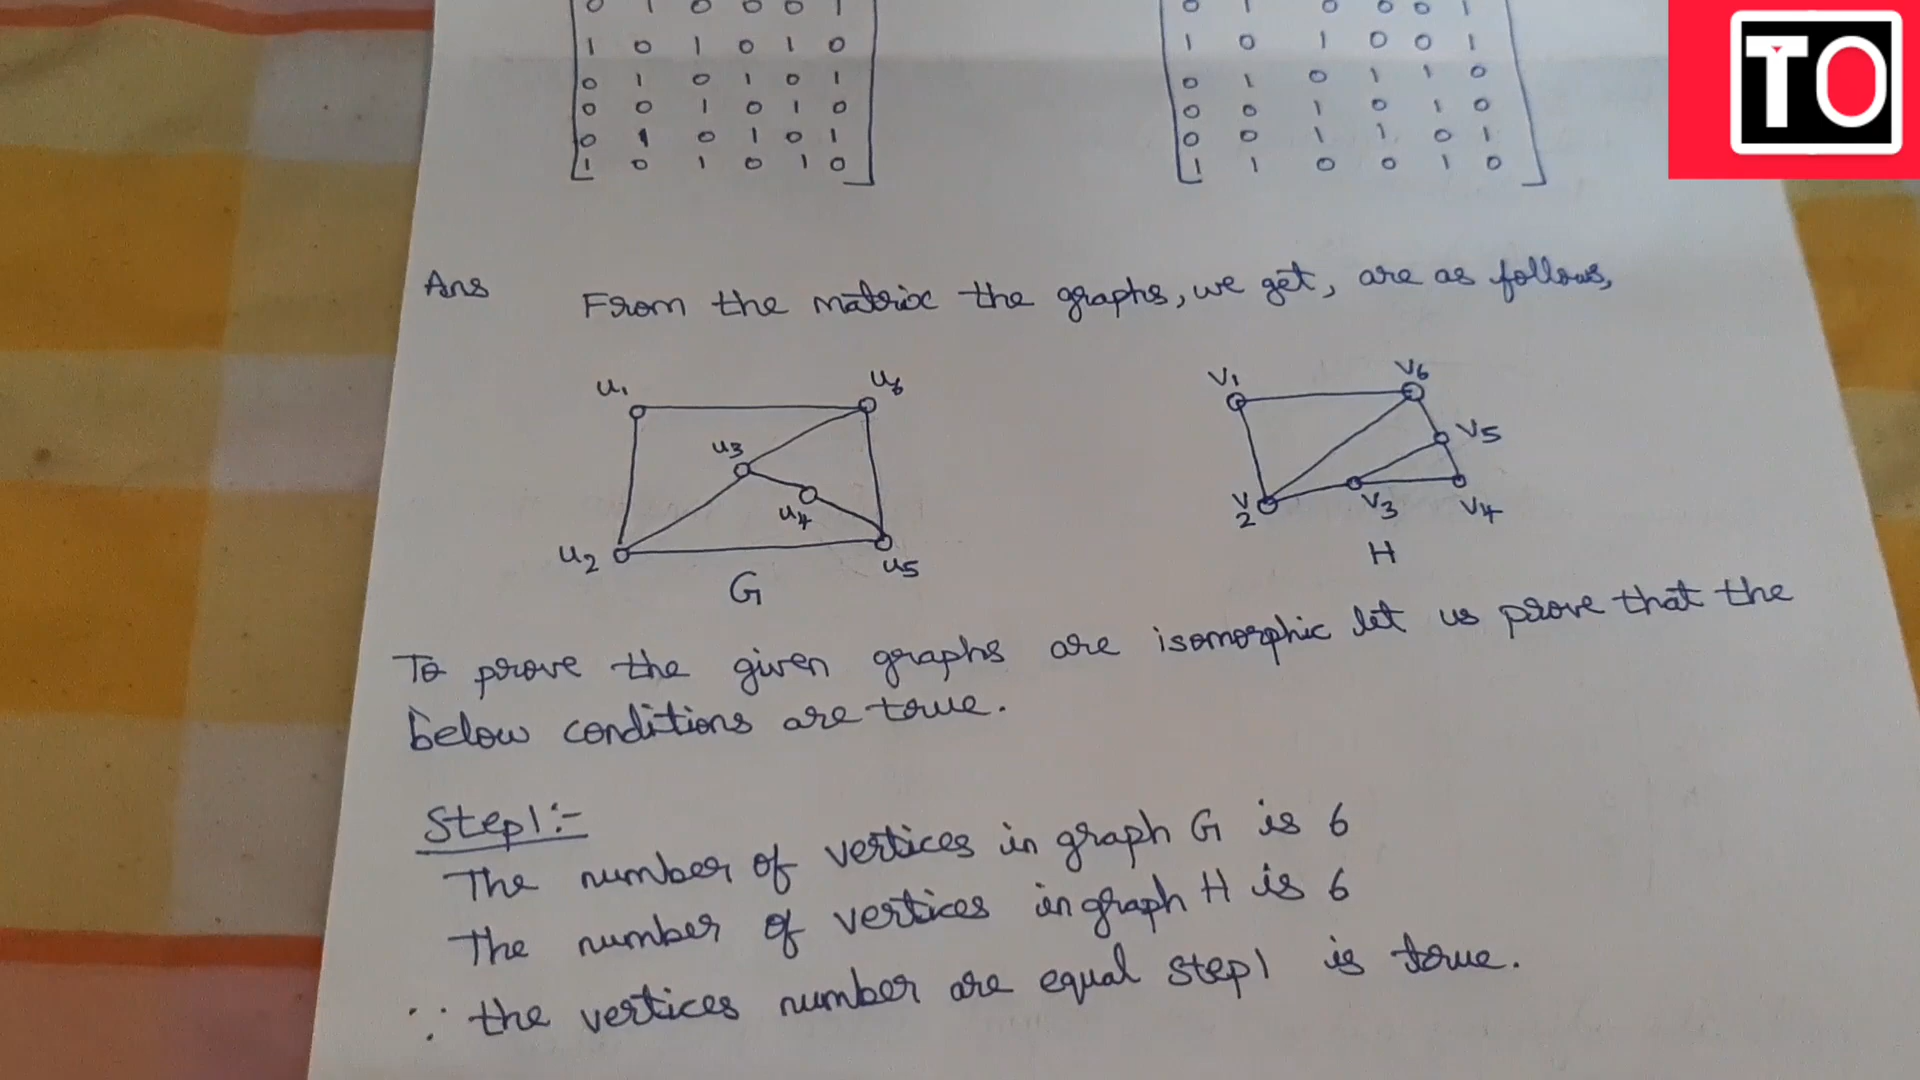 0 1 0 0 0 1
1 0 1 0 1 0
0 1 0 1 0 1
0 0 1 0 1 0
0 1 0 1 0 1
1 0 1 0 1 0
0 1 0 0 0 1
1 0 1 0 0 1
0 1 0 1 1 0
0 0 1 0 1 0
0 0 1 1 0 1
1 1 0 0 1 0
TO
Ans From the matrix the graphs, we get, are as follows,
u1 u6
u3
u4
u2 u5
G
V1 V6
V5
V2 V3 V4
H
To prove the given graphs are isomorphic let us prove that the
below conditions are true.
Step1:-
The number of vertices in graph G is 6
The number of vertices in graph H is 6
∵ the vertices number are equal step1 is true.